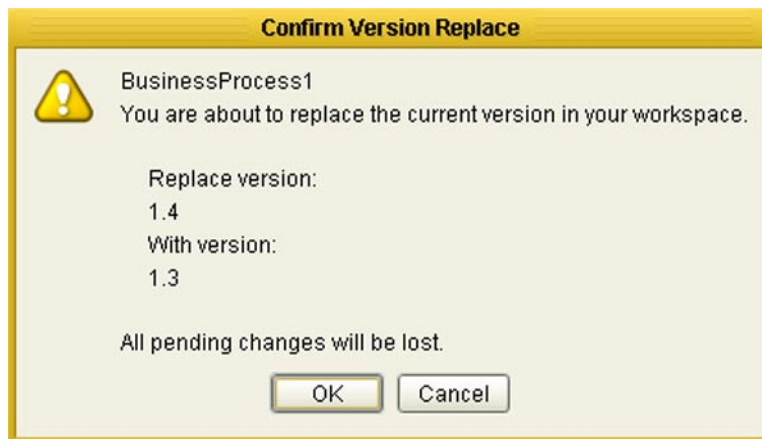 Confirm Version Replace
BusinessProcess1
You are about to replace the current version in your workspace.
Replace version:
1.4
With version:
1.3
All pending changes will be lost.
OK
Cancel